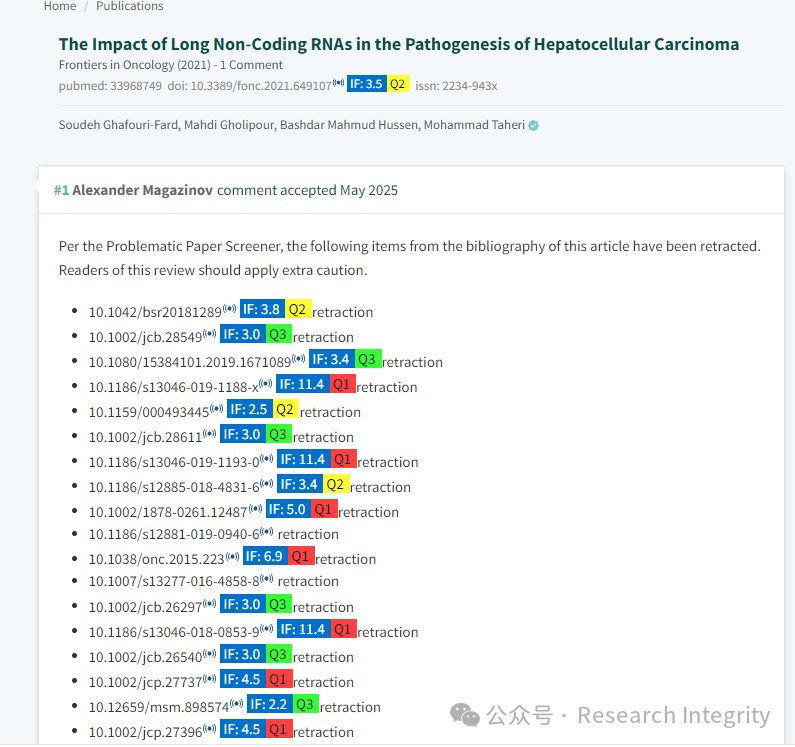 Home / Publications
The Impact of Long Non-Coding RNAs in the Pathogenesis of Hepatocellular Carcinoma
Frontiers in Oncology (2021) - 1 Comment
pubmed: 33968749 doi: 10.3389/fonc.2021.649107 IF: 3.5 Q2 issn: 2234-943x
Soudeh Ghafouri-Fard, Mahdi Gholipour, Bashdar Mahmud Hussen, Mohammad Taheri
#1 Alexander Magazinov comment accepted May 2025
Per the Problematic Paper Screener, the following items from the bibliography of this article have been retracted.
Readers of this review should apply extra caution.
10.1042/bsr20181289 IF: 3.8 Q2 retraction
10.1002/jcb.28549 IF: 3.0 Q3 retraction
10.1080/15384101.2019.1671089 IF: 3.4 Q3 retraction
10.1186/s13046-019-1188-x IF: 11.4 Q1 retraction
10.1159/000493445 IF: 2.5 Q2 retraction
10.1002/jcb.28611 IF: 3.0 Q3 retraction
10.1186/s13046-019-1193-0 IF: 11.4 Q1 retraction
10.1186/s12885-018-4831-6 IF: 3.4 Q2 retraction
10.1002/1878-0261.12487 IF: 5.0 Q1 retraction
10.1186/s12881-019-0940-6 retraction
10.1038/onc.2015.223 IF: 6.9 Q1 retraction
10.1007/s13277-016-4858-8 retraction
10.1002/jcb.26297 IF: 3.0 Q3 retraction
10.1186/s13046-018-0853-9 IF: 11.4 Q1 retraction
10.1002/jcb.26540 IF: 3.0 Q3 retraction
10.1002/jcp.27737 IF: 4.5 Q1 retraction
10.12659/msm.898574 IF: 2.2 Q3 retraction
10.1002/jcp.27396 IF: 4.5 Q1 retraction
公众号 · Research Integrity